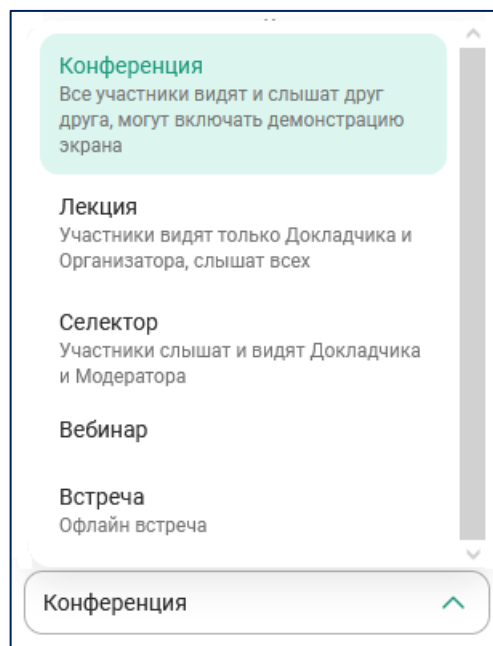 Конференция
Все участники видят и слышат друг
друга, могут включать демонстрацию
экрана
Лекция
Участники видят только Докладчика и
Организатора, слышат всех
Селектор
Участники слышат и видят Докладчика
и Модератора
Вебинар
Встреча
Офлайн встреча
Конференция